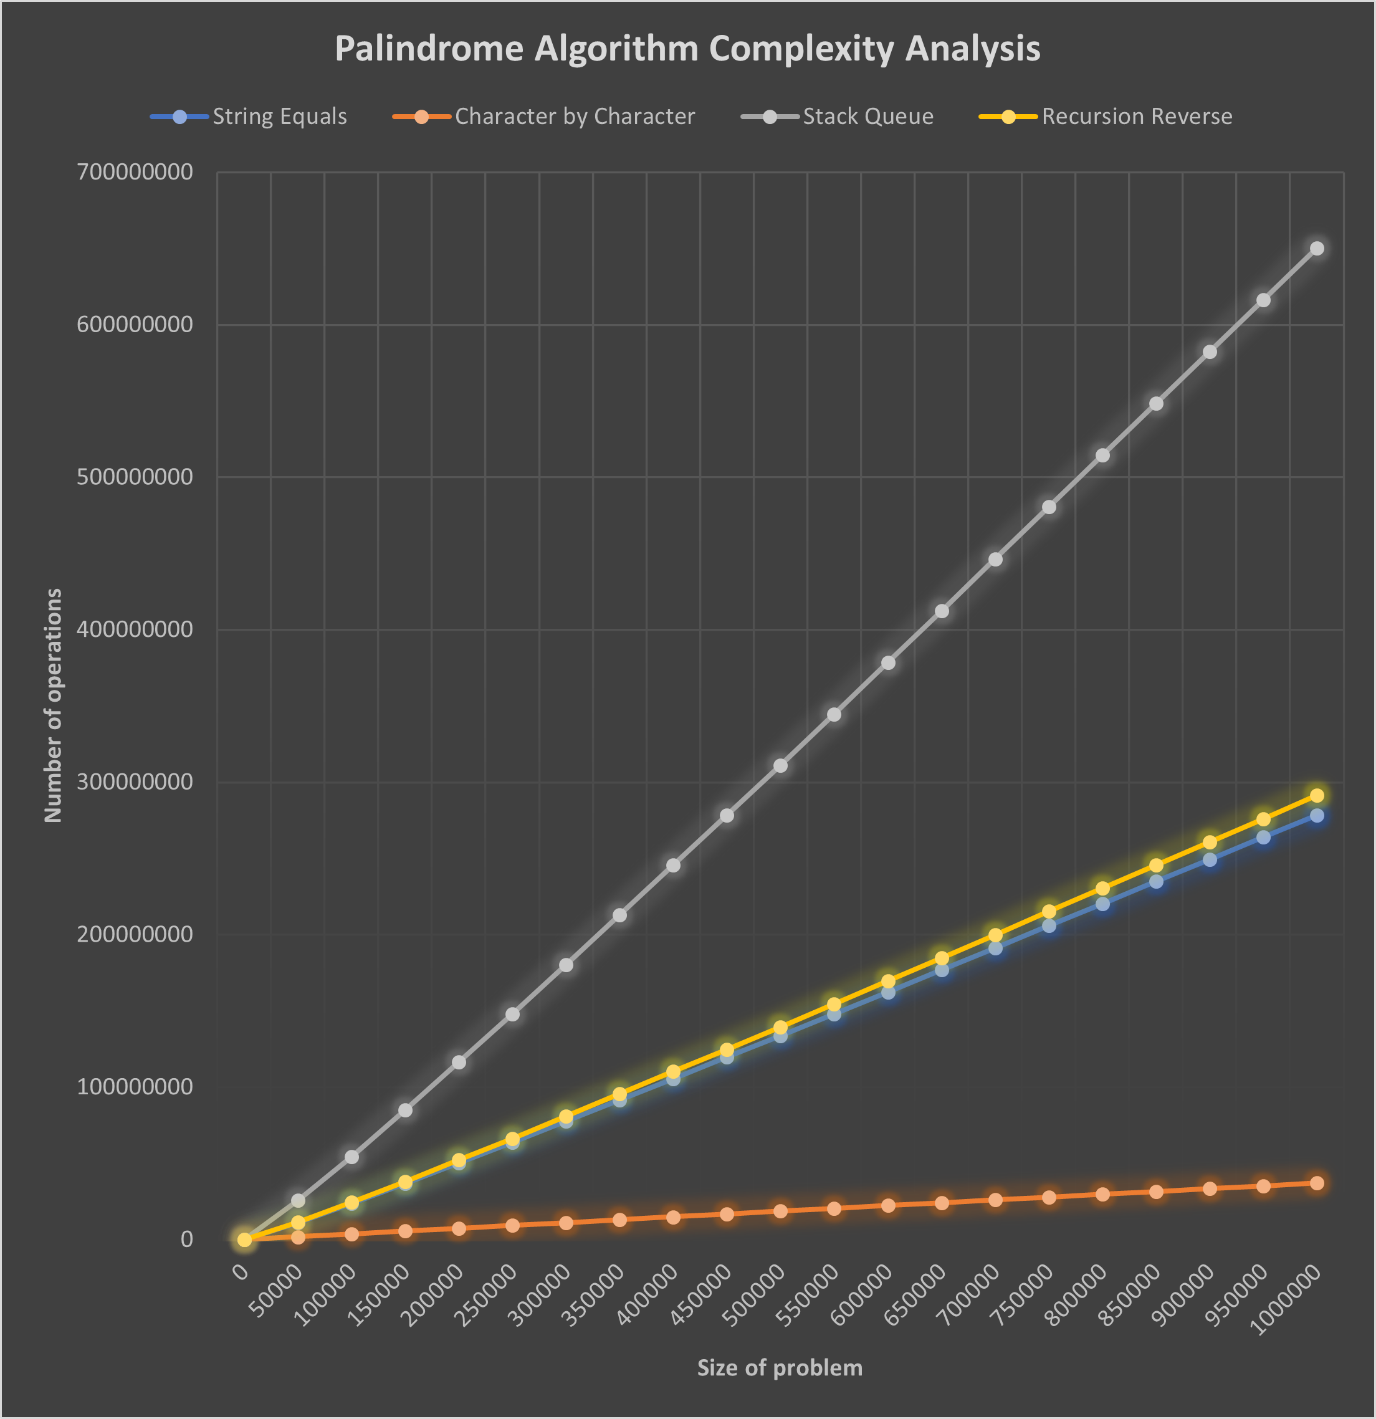 Palindrome Algorithm Complexity Analysis
String Equals Character by Character Stack Queue Recursion Reverse
700000000
600000000
500000000
400000000
300000000
200000000
100000000
0
Number of operations
0 50000 100000 150000 200000 250000 300000 350000 400000 450000 500000 550000 600000 650000 700000 750000 800000 850000 900000 950000 1000000
Size of problem